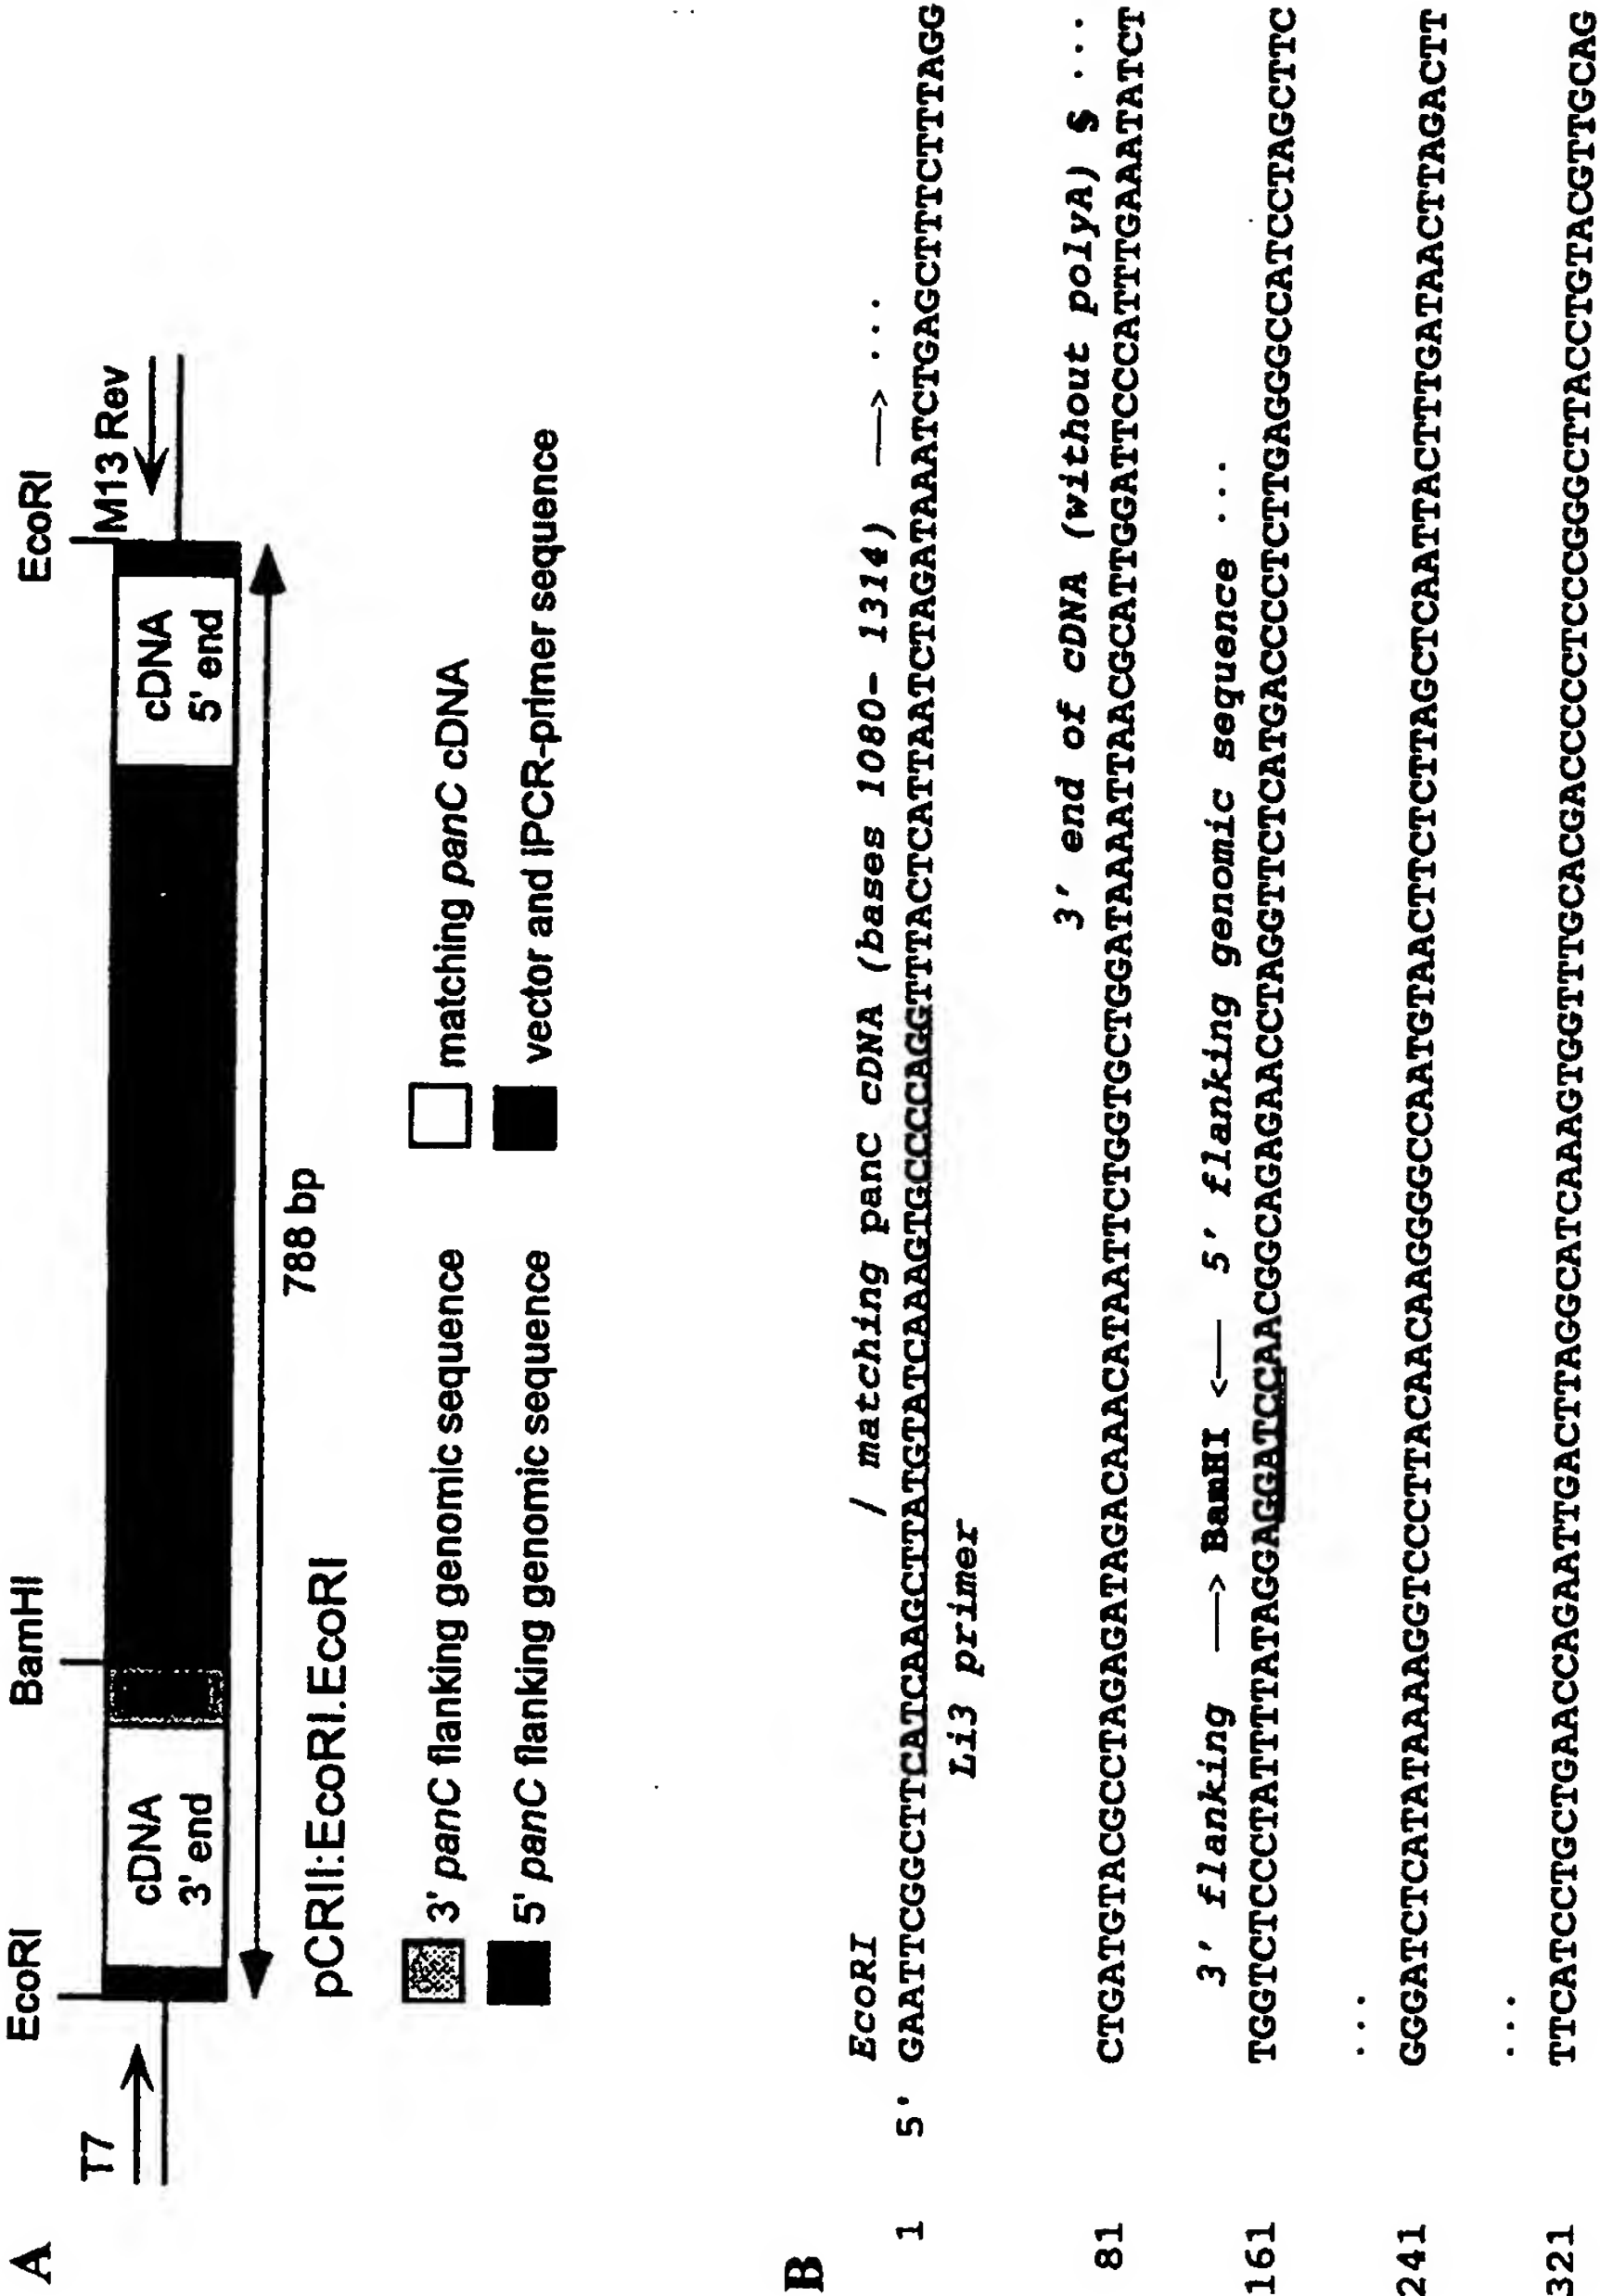 A
EcoRI
BamHI
EcoRI
T7
M13 Rev
cDNA
3' end
cDNA
5' end
788 bp
pCRII:EcoRI.EcoRI
3' panC flanking genomic sequence
matching panC cDNA
5' panC flanking genomic sequence
vector and IPCR-primer sequence
B
EcoRI / matching panC cDNA (bases 1080- 1314) —> ...
1 5' GAATTCGGCTTCATCAAGCTTATGTATCAAAGTGCCCCAGGTTTACTCATTAATCTAGATAAATCTGAGCTTTCTTTAGG
Li3 primer
3' end of cDNA (without polyA) $ ...
81 CTGATGTACGCCTAGAGATAGACAAACATAATTCTGGTGCTGGATAAAATTAACGCATTGGATTCCCATTTGAAATATCT
3' flanking —> BamHI <— 5' flanking genomic sequence ...
161 TGGTCTCCCTATTTTATAGGAGGATCCAACGGCAGAGAACCTAGGTTCTCATGACCCCTCTTGAGGGCCATCCTAGCTTC
...
241 GGGATCTCATATAAAAGGTCCCTTACAACAAGGGCCAATGTAACTTCTCTTAGCTCAATTACTTTGATAACTTAGACTT
...
321 TTCATCCTGCTGAACCAGAATTGACTTAGGCATCAAAGTGGTTTGCACGACCCCCTCCCGGCTTACCTGTACGTTGCAG